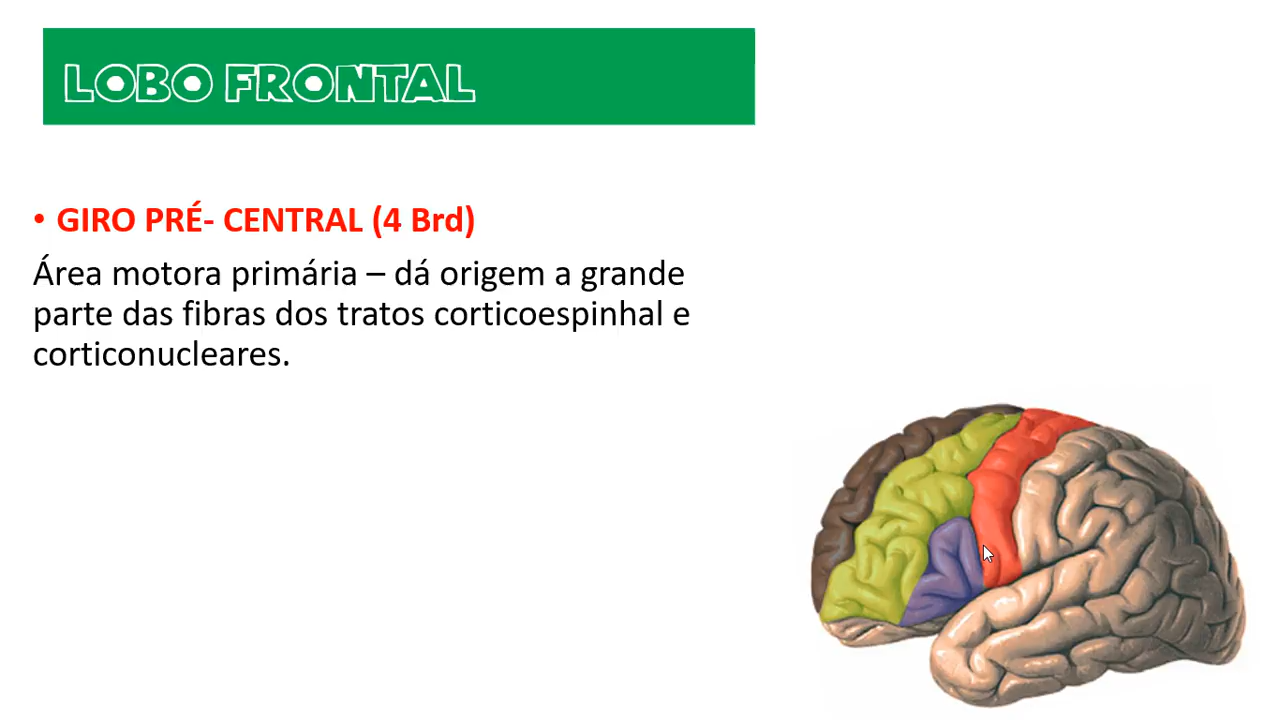 LOBO FRONTAL
• GIRO PRÉ- CENTRAL (4 Brd)
Área motora primária – dá origem a grande
parte das fibras dos tratos corticoespinhal e
corticonucleares.